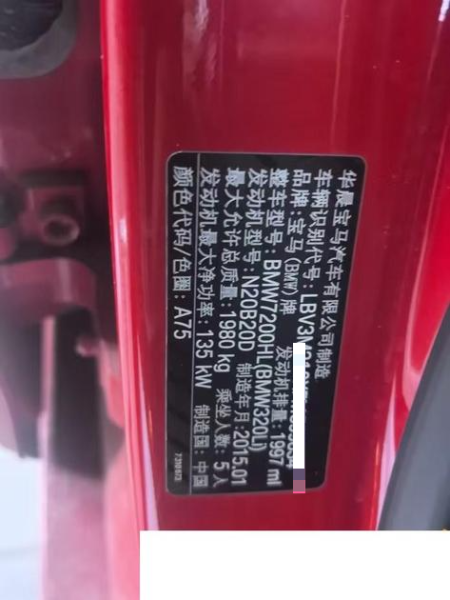 华晨宝马汽车有限公司制造
车辆识别代号: LBV3M
品牌: 宝马(BMW)牌 发动机排量: 1997 ml
整车型号: BMW7200HL(BMW320Li)
发动机型号: N20B20D 制造年月: 2015.01
最大允许总质量: 1980 kg 乘坐人数: 5 人
发动机最大净功率: 135 kW 制造国: 中国
颜色代码/色圈: A75